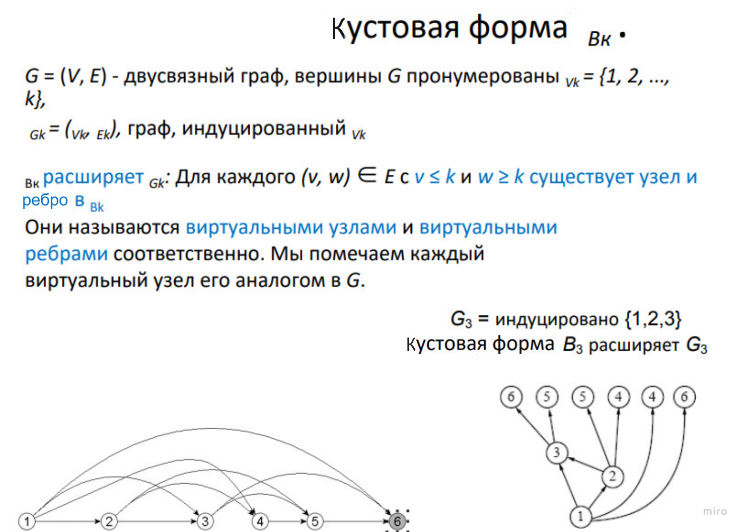 Кустовая форма Вк .
G = (V, E) - двусвязный граф, вершины G пронумерованы Vk = {1, 2, ...,
k},
Gk = (Vk, Ek), граф, индуцированный Vk
Вк расширяет Gk: Для каждого (v, w) ∈ E с v ≤ k и w ≥ k существует узел и
ребро в Bk
Они называются виртуальными узлами и виртуальными
ребрами соответственно. Мы помечаем каждый
виртуальный узел его аналогом в G.
G3 = индуцировано {1,2,3}
Кустовая форма B3 расширяет G3
6 5 5 4 4 6
3
2
1
1 2 3 4 5 6
miro